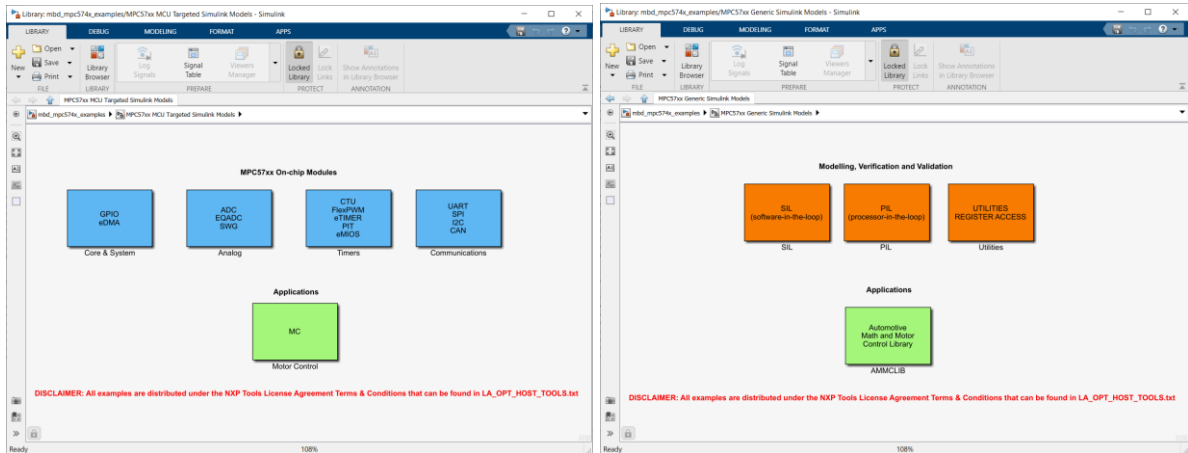 Library: mbd_mpc574x_examples/MPC57xx MCU Targeted Simulink Models - Simulink
LIBRARY DEBUG MODELING FORMAT APPS
New
Open
Save
Print
Library Browser
Log Signals
Signal Table
Viewers Manager
Locked Library
Lock Links
Show Annotations in Library Browser
FILE LIBRARY PREPARE PROTECT ANNOTATION
MPC57xx MCU Targeted Simulink Models
mbd_mpc574x_examples MPC57xx MCU Targeted Simulink Models
MPC57xx On-chip Modules
GPIO
eDMA
Core & System
ADC
EQADC
SWG
Analog
CTU
FlexPWM
eTIMER
PIT
eMIOS
Timers
UART
SPI
I2C
CAN
Communications
Applications
MC
Motor Control
DISCLAIMER: All examples are distributed under the NXP Tools License Agreement Terms & Conditions that can be found in LA_OPT_HOST_TOOLS.txt
Ready 108%
Library: mbd_mpc574x_examples/MPC57xx Generic Simulink Models - Simulink
LIBRARY DEBUG MODELING FORMAT APPS
New
Open
Save
Print
Library Browser
Log Signals
Signal Table
Viewers Manager
Locked Library
Lock Links
Show Annotations in Library Browser
FILE LIBRARY PREPARE PROTECT ANNOTATION
MPC57xx Generic Simulink Models
mbd_mpc574x_examples MPC57xx Generic Simulink Models
Modelling, Verification and Validation
SIL
(software-in-the-loop)
SIL
PIL
(processor-in-the-loop)
PIL
UTILITIES
REGISTER ACCESS
Utilities
Applications
Automotive
Math and Motor
Control Library
AMMCLIB
DISCLAIMER: All examples are distributed under the NXP Tools License Agreement Terms & Conditions that can be found in LA_OPT_HOST_TOOLS.txt
Ready 108%